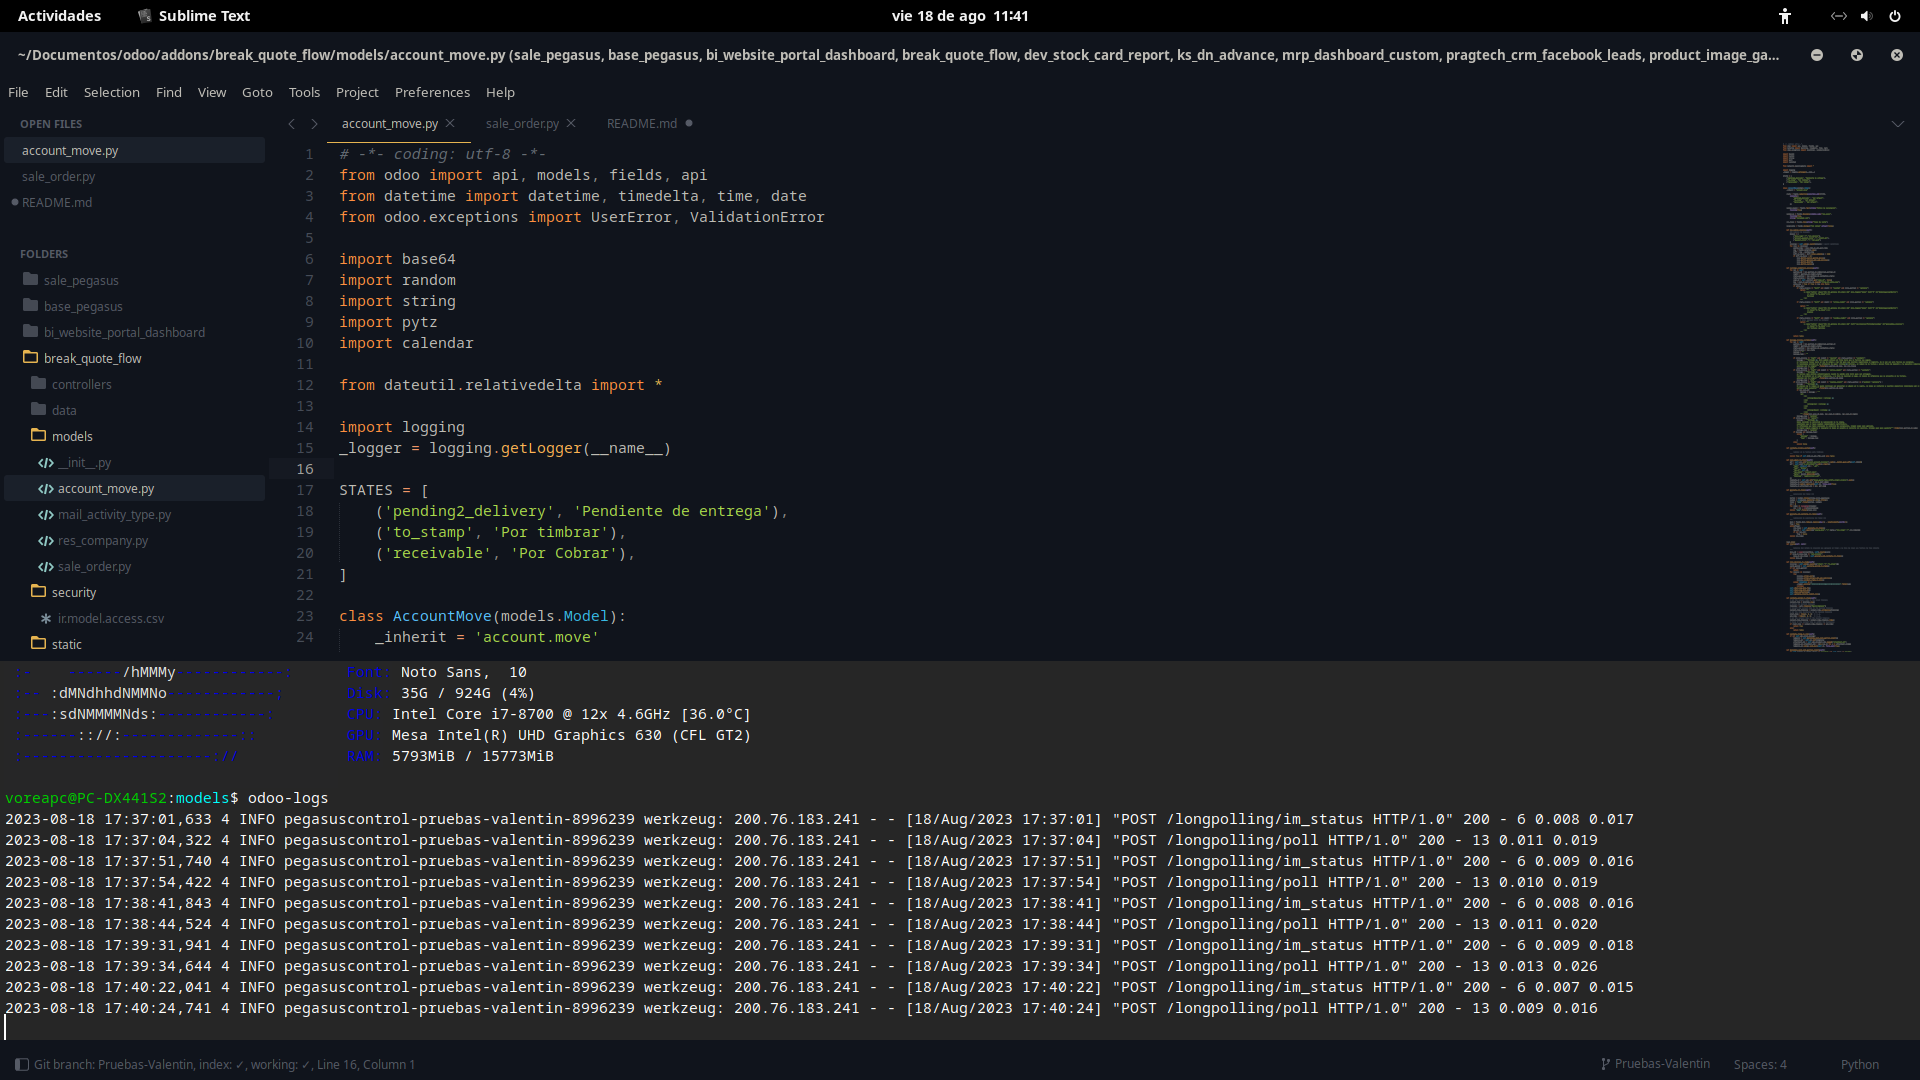 Actividades Sublime Text vie 18 de ago 11:41
~/Documentos/odoo/addons/break_quote_flow/models/account_move.py (sale_pegasus, base_pegasus, bi_website_portal_dashboard, break_quote_flow, dev_stock_card_report, ks_dn_advance, mrp_dashboard_custom, pragtech_crm_facebook_leads, product_image_ga...
File Edit Selection Find View Goto Tools Project Preferences Help
OPEN FILES
account_move.py
sale_order.py
README.md
FOLDERS
sale_pegasus
base_pegasus
bi_website_portal_dashboard
break_quote_flow
controllers
data
models
__init__.py
account_move.py
mail_activity_type.py
res_company.py
sale_order.py
security
ir.model.access.csv
static
account_move.py sale_order.py README.md
1 # -*- coding: utf-8 -*-
2 from odoo import api, models, fields, api
3 from datetime import datetime, timedelta, time, date
4 from odoo.exceptions import UserError, ValidationError
5
6 import base64
7 import random
8 import string
9 import pytz
10 import calendar
11
12 from dateutil.relativedelta import *
13
14 import logging
15 _logger = logging.getLogger(__name__)
16
17 STATES = [
18     ('pending2_delivery', 'Pendiente de entrega'),
19     ('to_stamp', 'Por timbrar'),
20     ('receivable', 'Por Cobrar'),
21 ]
22
23 class AccountMove(models.Model):
24     _inherit = 'account.move'
:-    ------/hMMMy------------:      Font: Noto Sans,  10
:-- :dMNdhhdNMMNo------------;       Disk: 35G / 924G (4%)
:---:sdNMMMMNds:------------:        CPU: Intel Core i7-8700 @ 12x 4.6GHz [36.0°C]
:------:://:-------------::          GPU: Mesa Intel(R) UHD Graphics 630 (CFL GT2)
:---------------------://            RAM: 5793MiB / 15773MiB
voreapc@PC-DX441S2:models$ odoo-logs
2023-08-18 17:37:01,633 4 INFO pegasuscontrol-pruebas-valentin-8996239 werkzeug: 200.76.183.241 - - [18/Aug/2023 17:37:01] "POST /longpolling/im_status HTTP/1.0" 200 - 6 0.008 0.017
2023-08-18 17:37:04,322 4 INFO pegasuscontrol-pruebas-valentin-8996239 werkzeug: 200.76.183.241 - - [18/Aug/2023 17:37:04] "POST /longpolling/poll HTTP/1.0" 200 - 13 0.011 0.019
2023-08-18 17:37:51,740 4 INFO pegasuscontrol-pruebas-valentin-8996239 werkzeug: 200.76.183.241 - - [18/Aug/2023 17:37:51] "POST /longpolling/im_status HTTP/1.0" 200 - 6 0.009 0.016
2023-08-18 17:37:54,422 4 INFO pegasuscontrol-pruebas-valentin-8996239 werkzeug: 200.76.183.241 - - [18/Aug/2023 17:37:54] "POST /longpolling/poll HTTP/1.0" 200 - 13 0.010 0.019
2023-08-18 17:38:41,843 4 INFO pegasuscontrol-pruebas-valentin-8996239 werkzeug: 200.76.183.241 - - [18/Aug/2023 17:38:41] "POST /longpolling/im_status HTTP/1.0" 200 - 6 0.008 0.016
2023-08-18 17:38:44,524 4 INFO pegasuscontrol-pruebas-valentin-8996239 werkzeug: 200.76.183.241 - - [18/Aug/2023 17:38:44] "POST /longpolling/poll HTTP/1.0" 200 - 13 0.011 0.020
2023-08-18 17:39:31,941 4 INFO pegasuscontrol-pruebas-valentin-8996239 werkzeug: 200.76.183.241 - - [18/Aug/2023 17:39:31] "POST /longpolling/im_status HTTP/1.0" 200 - 6 0.009 0.018
2023-08-18 17:39:34,644 4 INFO pegasuscontrol-pruebas-valentin-8996239 werkzeug: 200.76.183.241 - - [18/Aug/2023 17:39:34] "POST /longpolling/poll HTTP/1.0" 200 - 13 0.013 0.026
2023-08-18 17:40:22,041 4 INFO pegasuscontrol-pruebas-valentin-8996239 werkzeug: 200.76.183.241 - - [18/Aug/2023 17:40:22] "POST /longpolling/im_status HTTP/1.0" 200 - 6 0.007 0.015
2023-08-18 17:40:24,741 4 INFO pegasuscontrol-pruebas-valentin-8996239 werkzeug: 200.76.183.241 - - [18/Aug/2023 17:40:24] "POST /longpolling/poll HTTP/1.0" 200 - 13 0.009 0.016
Git branch: Pruebas-Valentin, index: ✓, working: ✓, Line 16, Column 1 Pruebas-Valentin Spaces: 4 Python